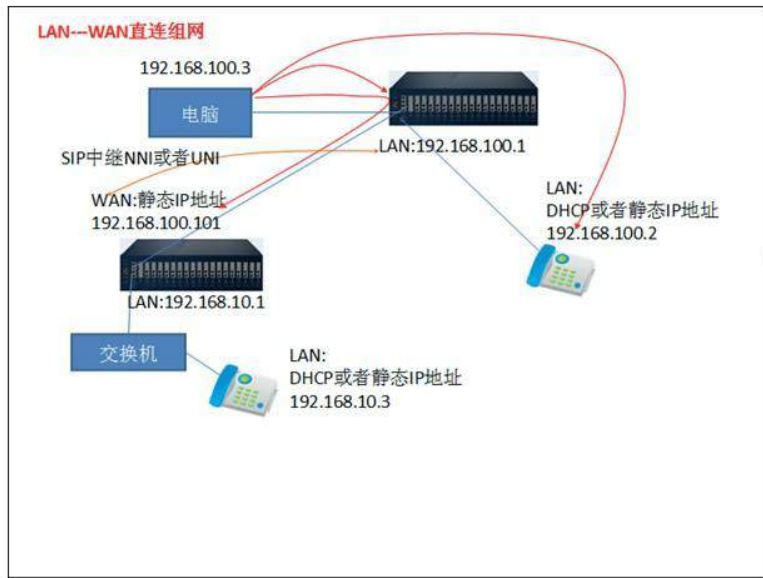 LAN---WAN直连组网
192.168.100.3
电脑
LAN:192.168.100.1
SIP中继NNI或者UNI
WAN:静态IP地址
192.168.100.101
LAN:
DHCP或者静态IP地址
192.168.100.2
LAN:192.168.10.1
交换机
LAN:
DHCP或者静态IP地址
192.168.10.3